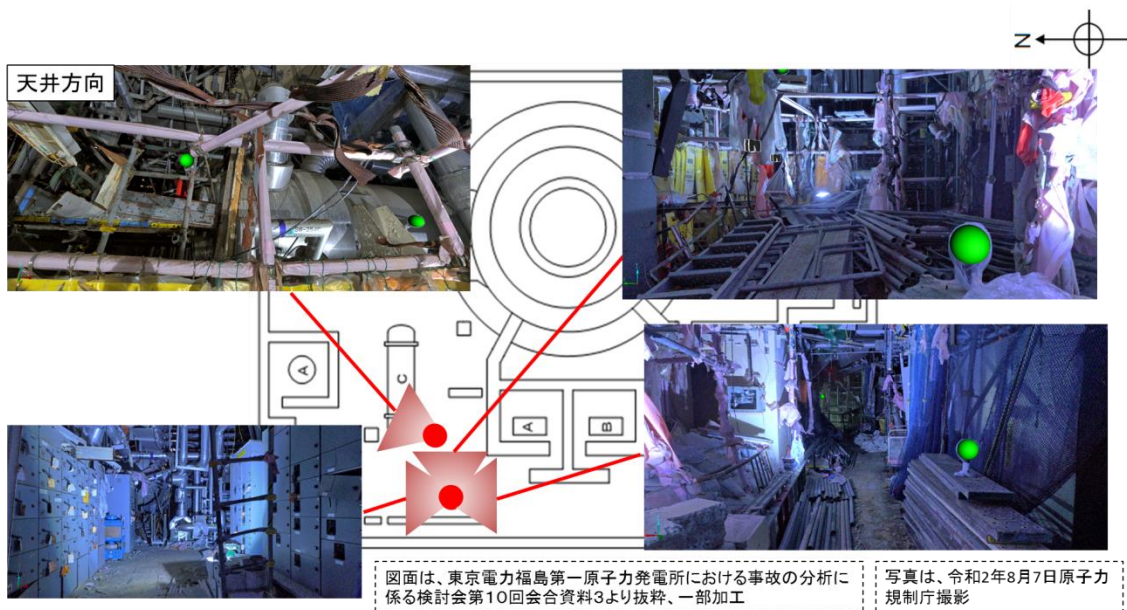 N
天井方向
A
C
A
B
図面は、東京電力福島第一原子力発電所における事故の分析に
係る検討会第10回会合資料3より抜粋、一部加工
写真は、令和2年8月7日原子力
規制庁撮影